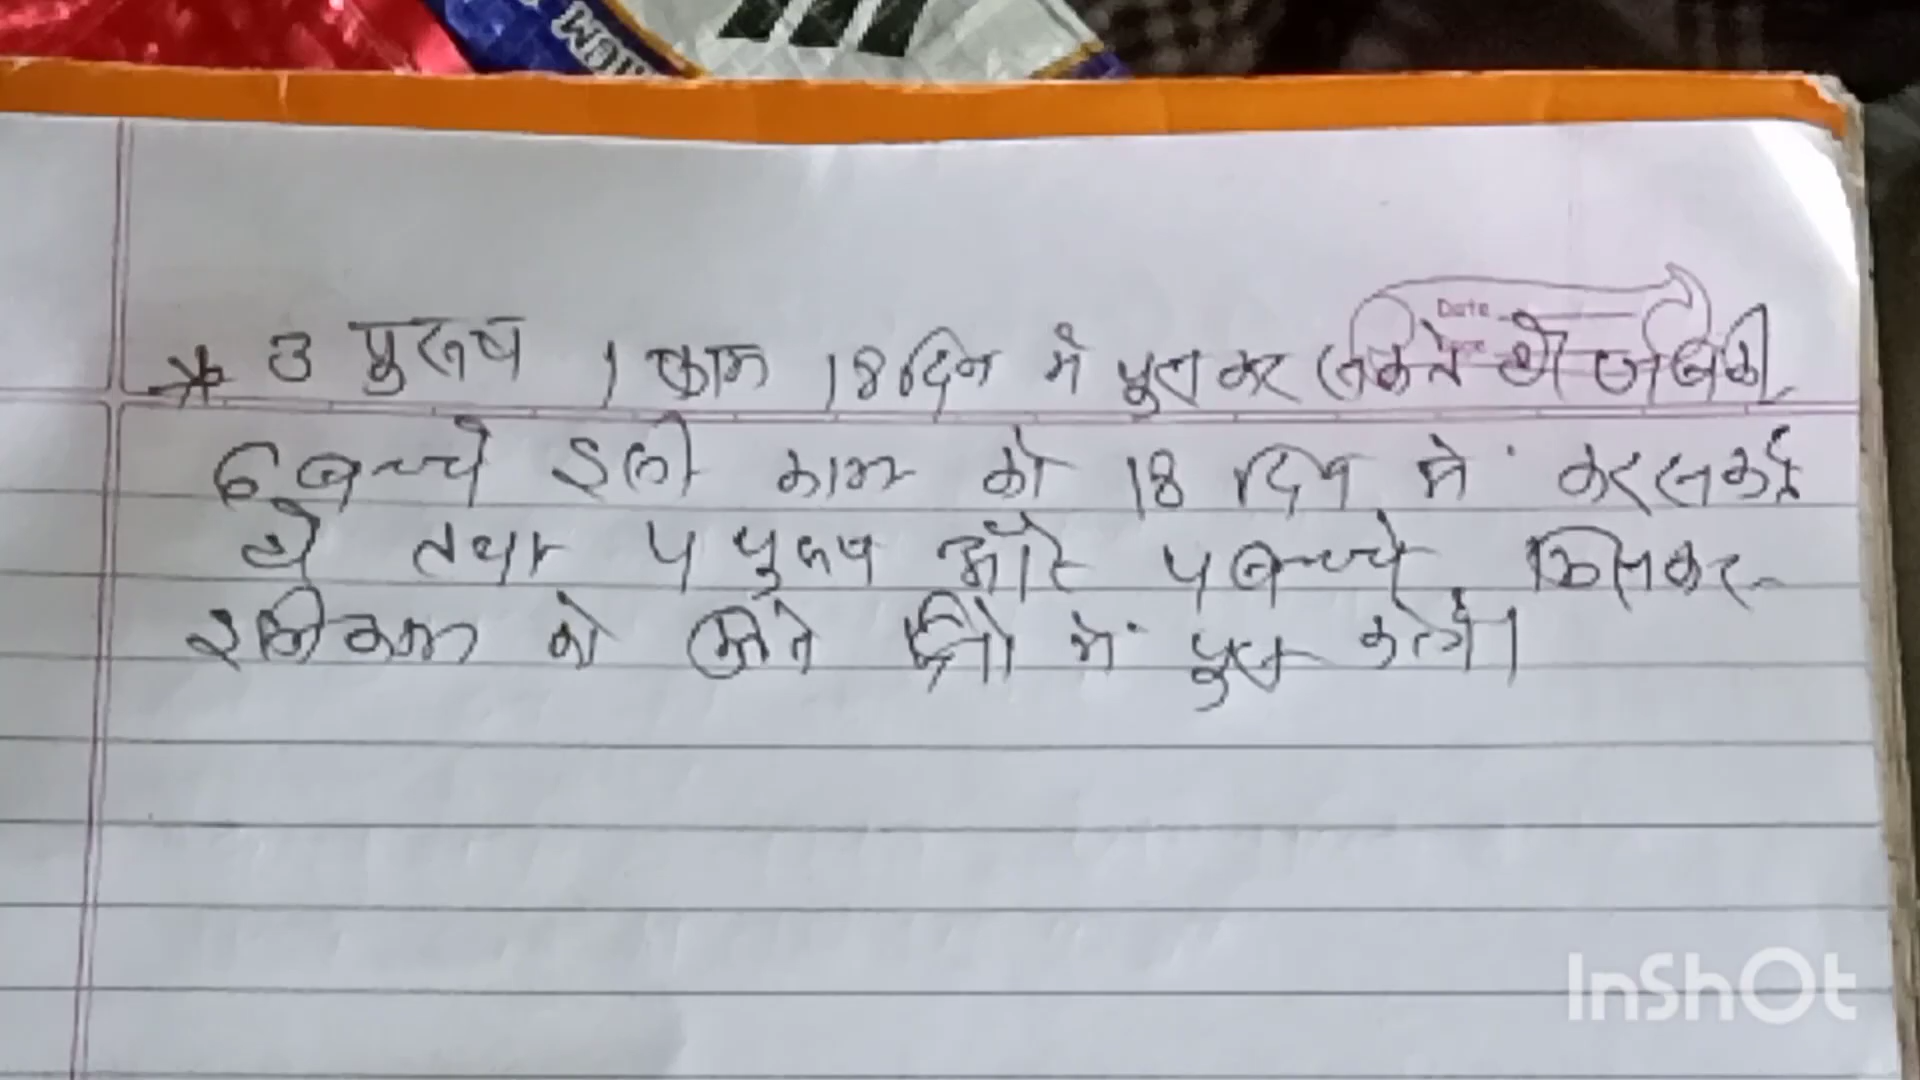 * 3 पुरुष 1 काम 18 दिन में पुरा कर सकते थे जबकी
6 बच्चे इसी काम को 18 दिन मे कर सकते
थे तथा 4 पुरुष और 4 बच्चे मिलकर
इसी काम को कितने दिनो में पुरा करेगें।
InShOt